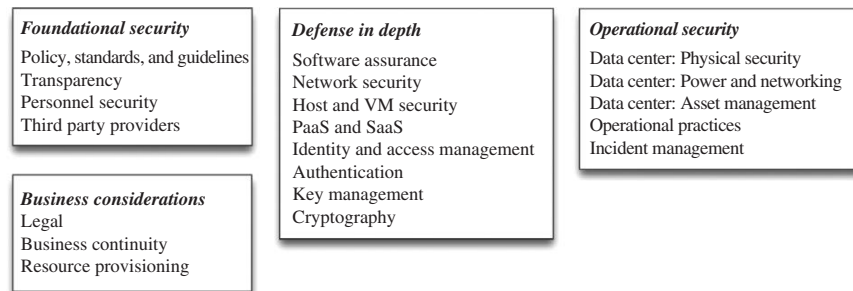 Foundational security
Policy, standards, and guidelines
Transparency
Personnel security
Third party providers
Business considerations
Legal
Business continuity
Resource provisioning
Defense in depth
Software assurance
Network security
Host and VM security
PaaS and SaaS
Identity and access management
Authentication
Key management
Cryptography
Operational security
Data center: Physical security
Data center: Power and networking
Data center: Asset management
Operational practices
Incident management